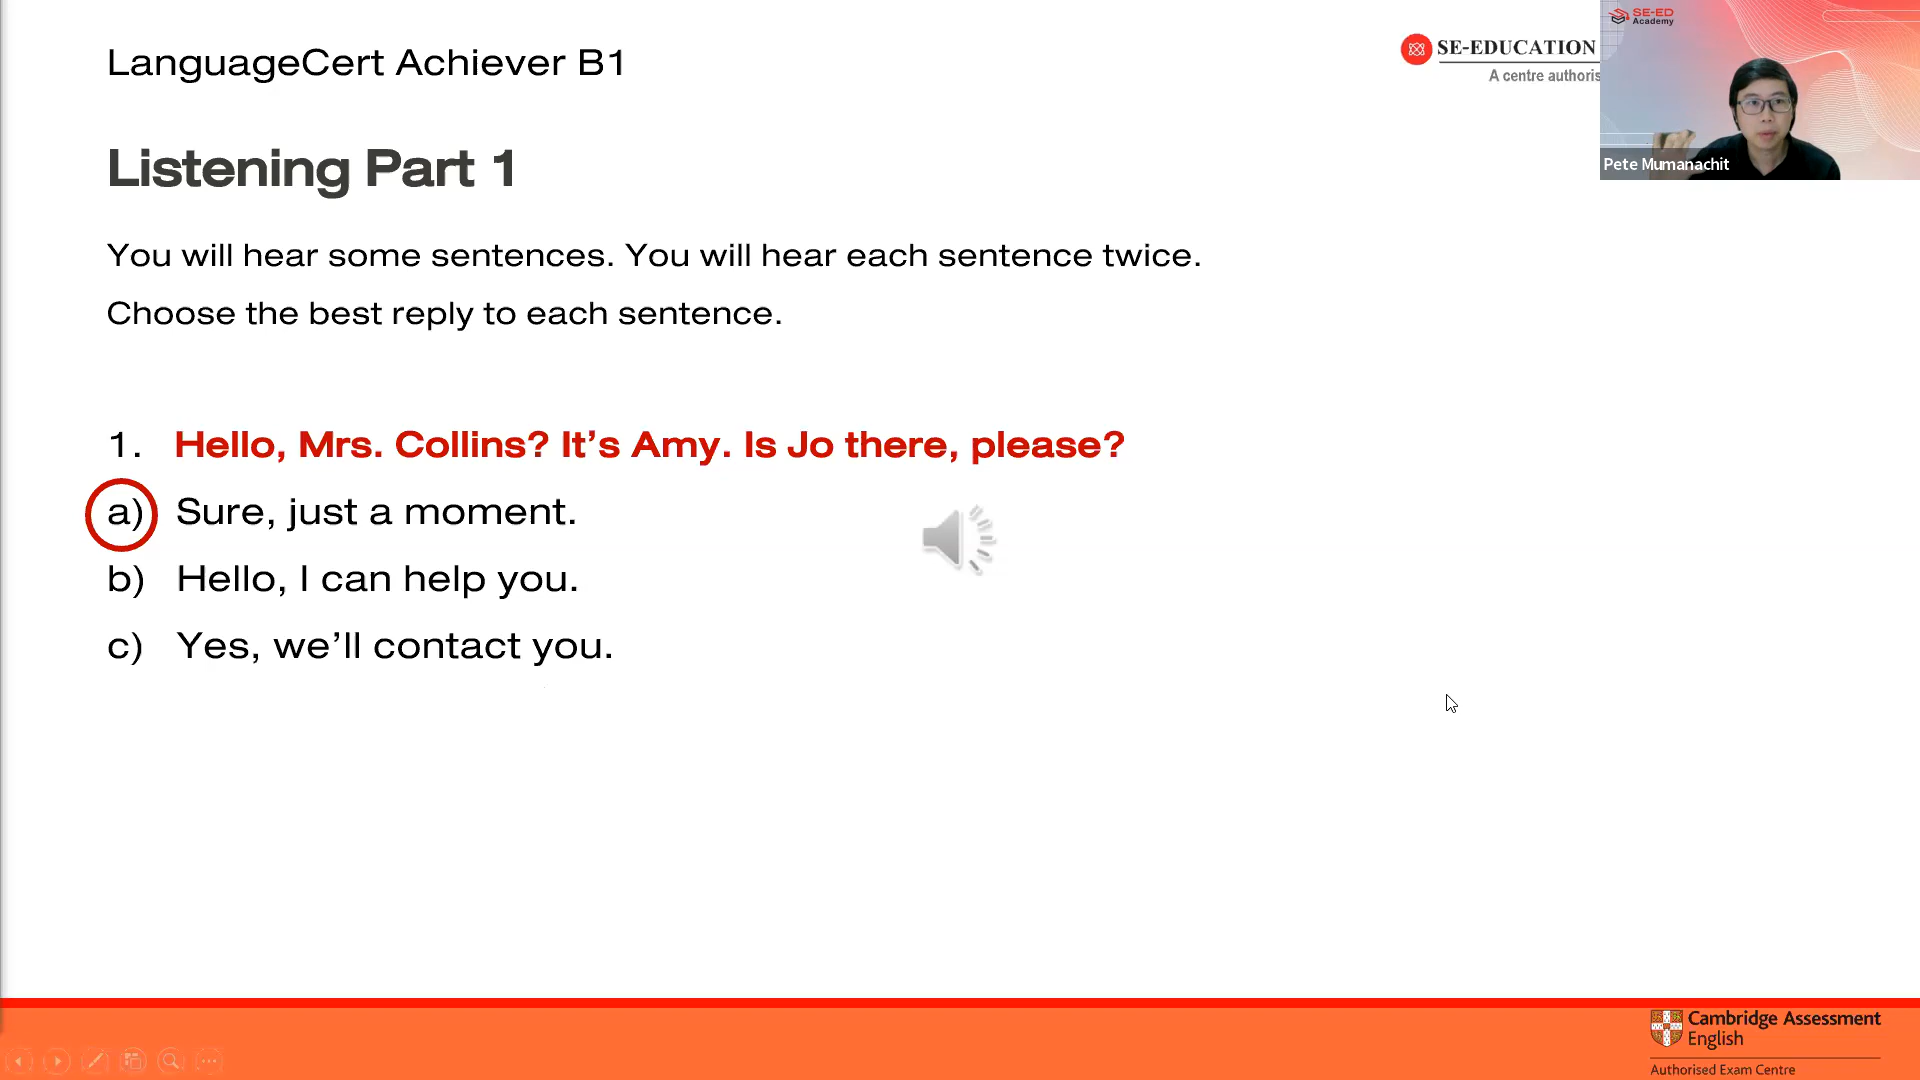 LanguageCert Achiever B1
SE-EDUCATION
A centre authoris
SE-ED
Academy
Pete Mumanachit
Listening Part 1
You will hear some sentences. You will hear each sentence twice.
Choose the best reply to each sentence.
1. Hello, Mrs. Collins? It’s Amy. Is Jo there, please?
a) Sure, just a moment.
b) Hello, I can help you.
c) Yes, we’ll contact you.
Cambridge Assessment
English
Authorised Exam Centre